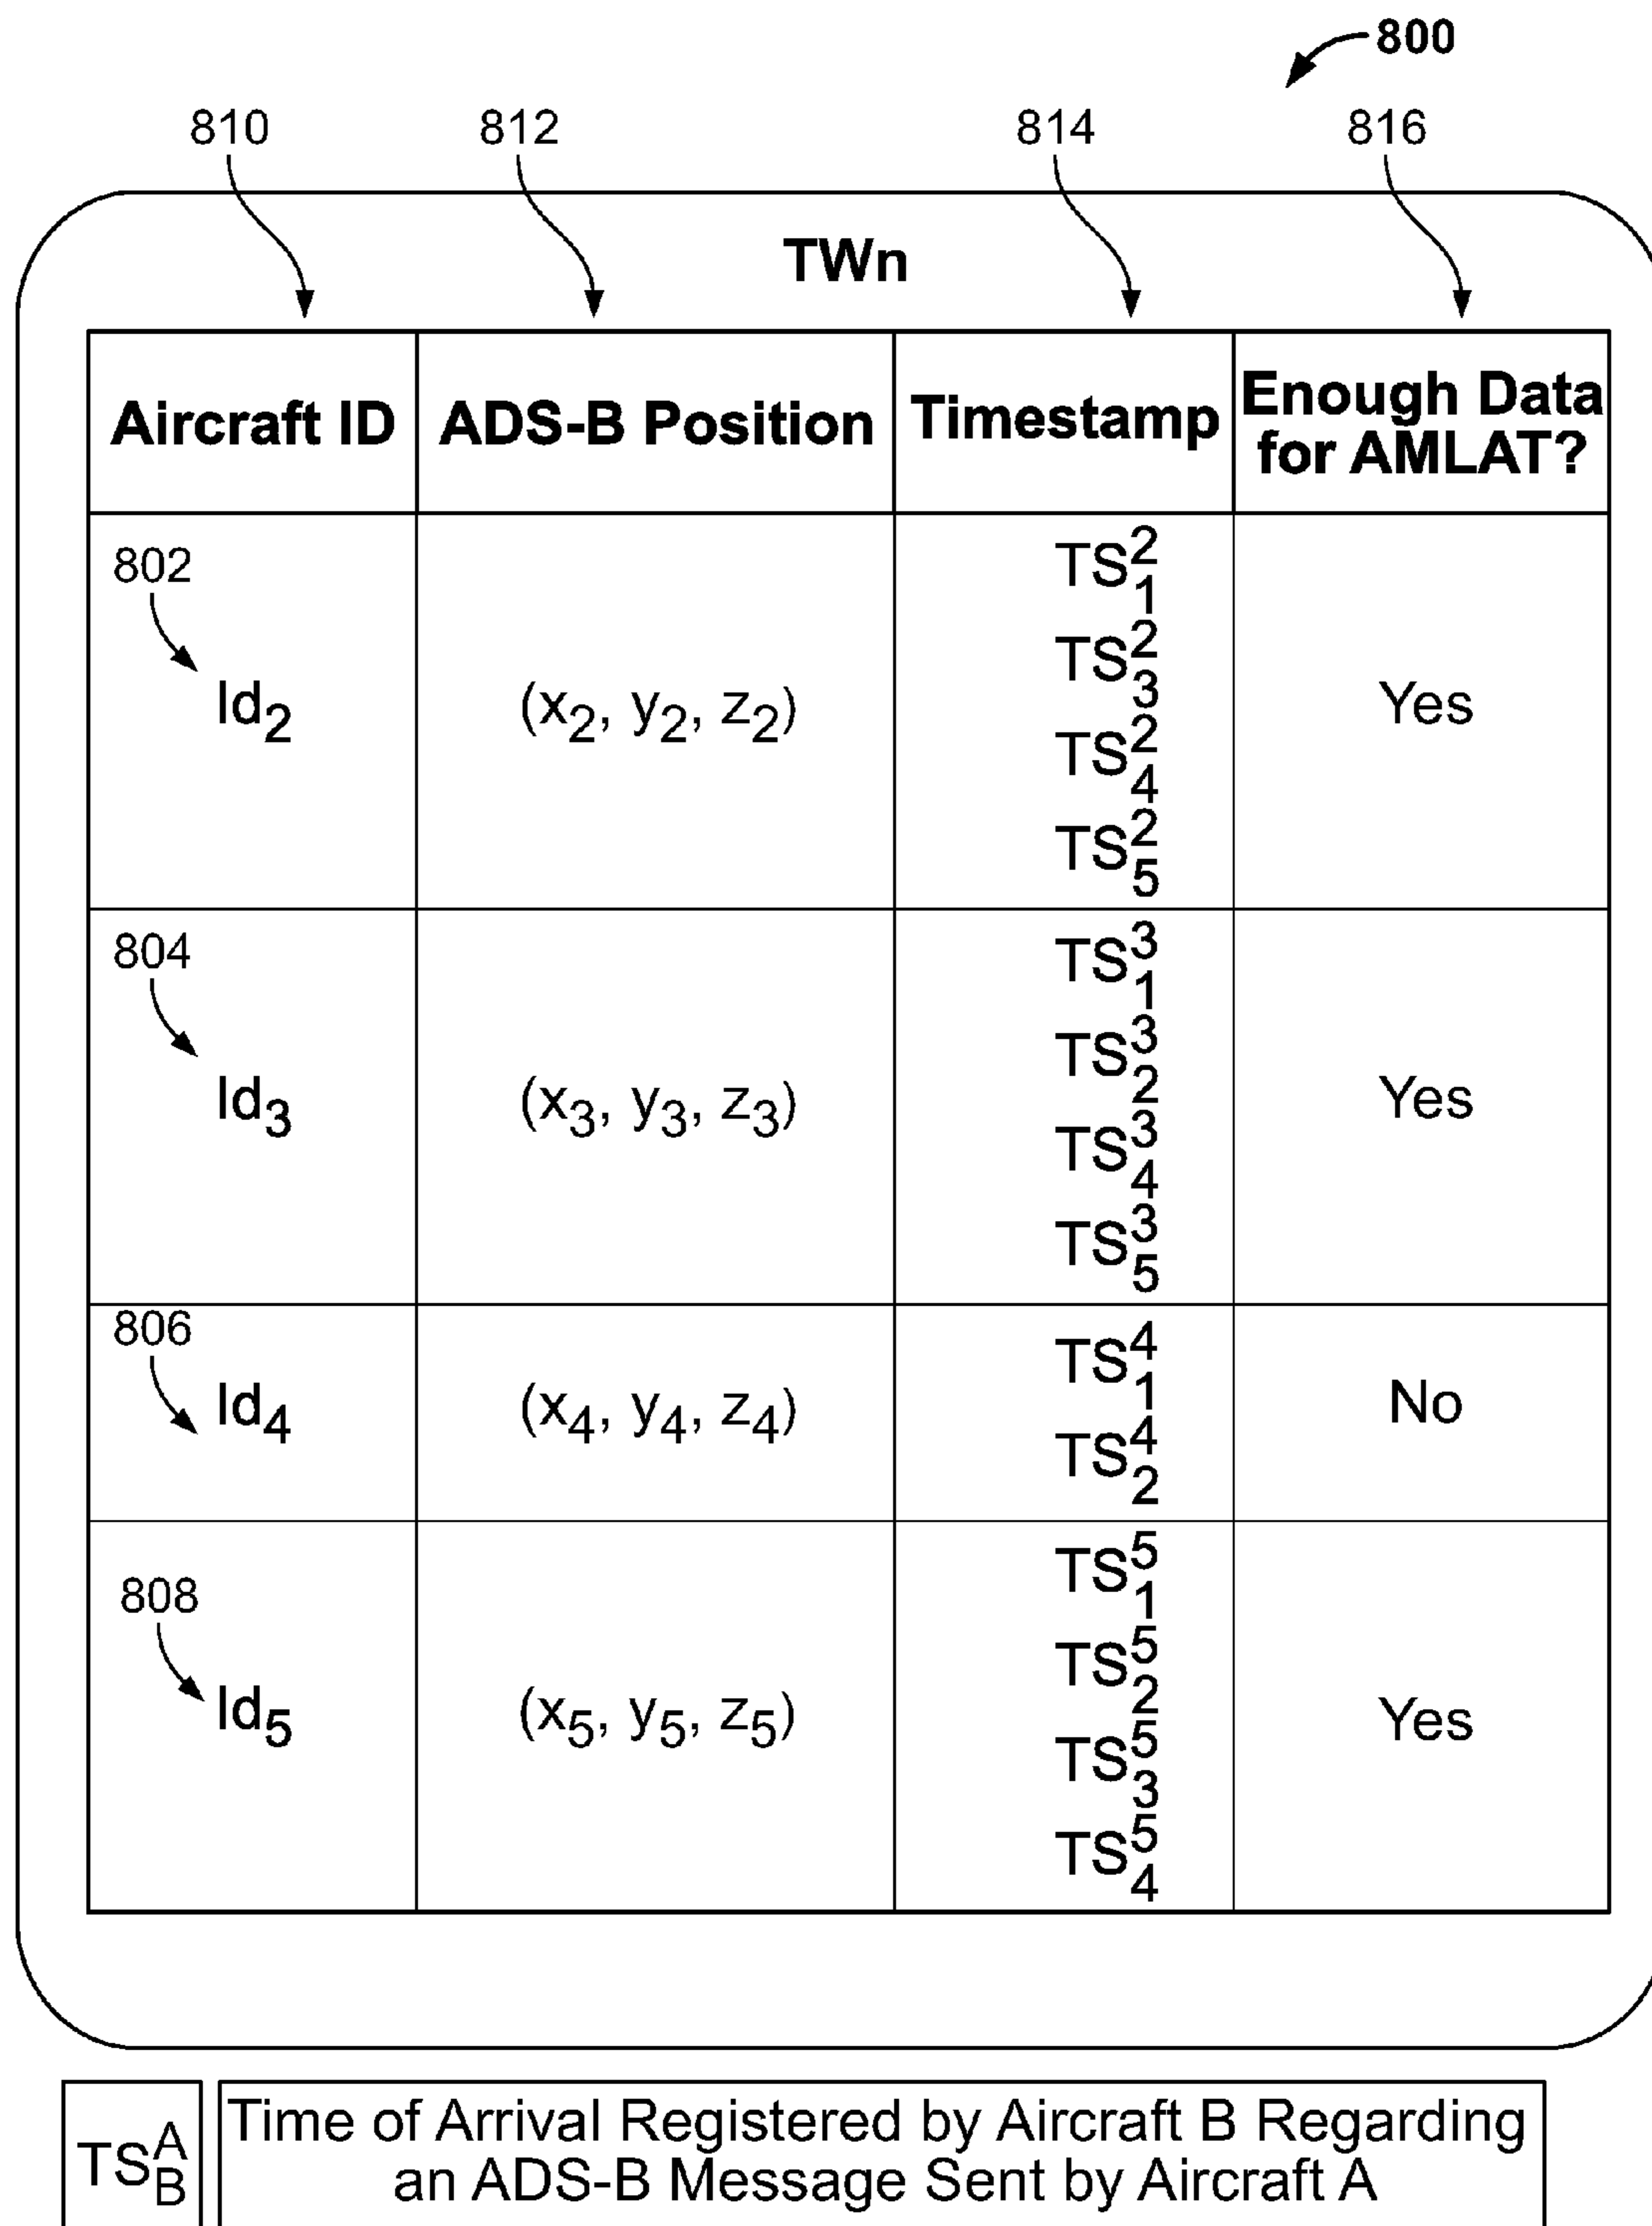 800
810 812 814 816
TWn
Aircraft ID ADS-B Position Timestamp Enough Data for AMLAT?
802
Id₂ (x₂, y₂, z₂) Yes
TS²₁
TS²₃
TS²₄
TS²₅
804
Id₃ (x₃, y₃, z₃) Yes
TS³₁
TS³₂
TS³₄
TS³₅
806
Id₄ (x₄, y₄, z₄) No
TS⁴₁
TS⁴₂
808
Id₅ (x₅, y₅, z₅) Yes
TS⁵₁
TS⁵₂
TS⁵₃
TS⁵₄
TS^A_B
Time of Arrival Registered by Aircraft B Regarding
an ADS-B Message Sent by Aircraft A